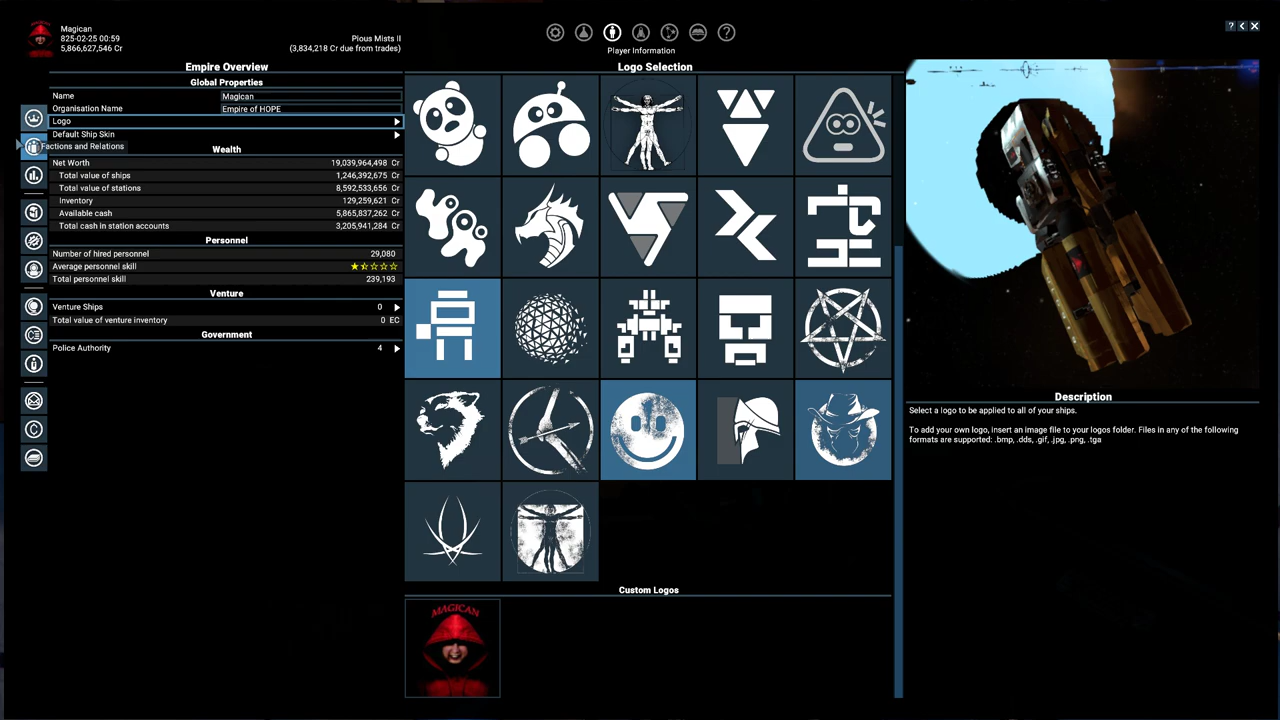 Magican
825-02-25 00:59
5,866,627,546 Cr
Pious Mists II
(3,834,218 Cr due from trades)
Player Information
Empire Overview
Global Properties
Name Magican
Organisation Name Empire of HOPE
Logo
Default Ship Skin
Factions and Relations
Wealth
Net Worth 19,039,964,498 Cr
Total value of ships 1,246,392,675 Cr
Total value of stations 8,592,533,656 Cr
Inventory 129,259,621 Cr
Available cash 5,865,837,262 Cr
Total cash in station accounts 3,205,941,284 Cr
Personnel
Number of hired personnel 29,080
Average personnel skill
Total personnel skill 239,193
Venture
Venture Ships 0
Total value of venture inventory 0 EC
Government
Police Authority 4
Logo Selection
Custom Logos
MAGICAN
Description
Select a logo to be applied to all of your ships.
To add your own logo, insert an image file to your logos folder. Files in any of the following
formats are supported: .bmp, .dds, .gif, .jpg, .png, .tga